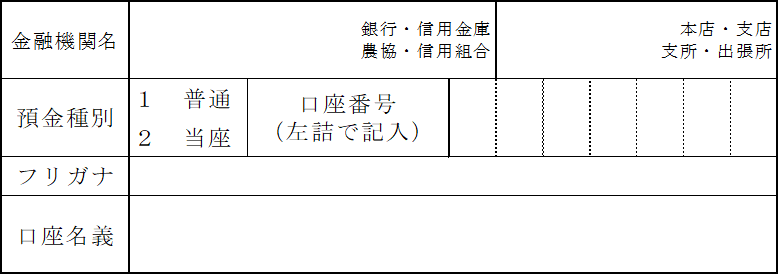 金融機関名
銀行・信用金庫
農協・信用組合
本店・支店
支所・出張所
預金種別
1 普通
2 当座
口座番号
(左詰で記入)
フリガナ
口座名義